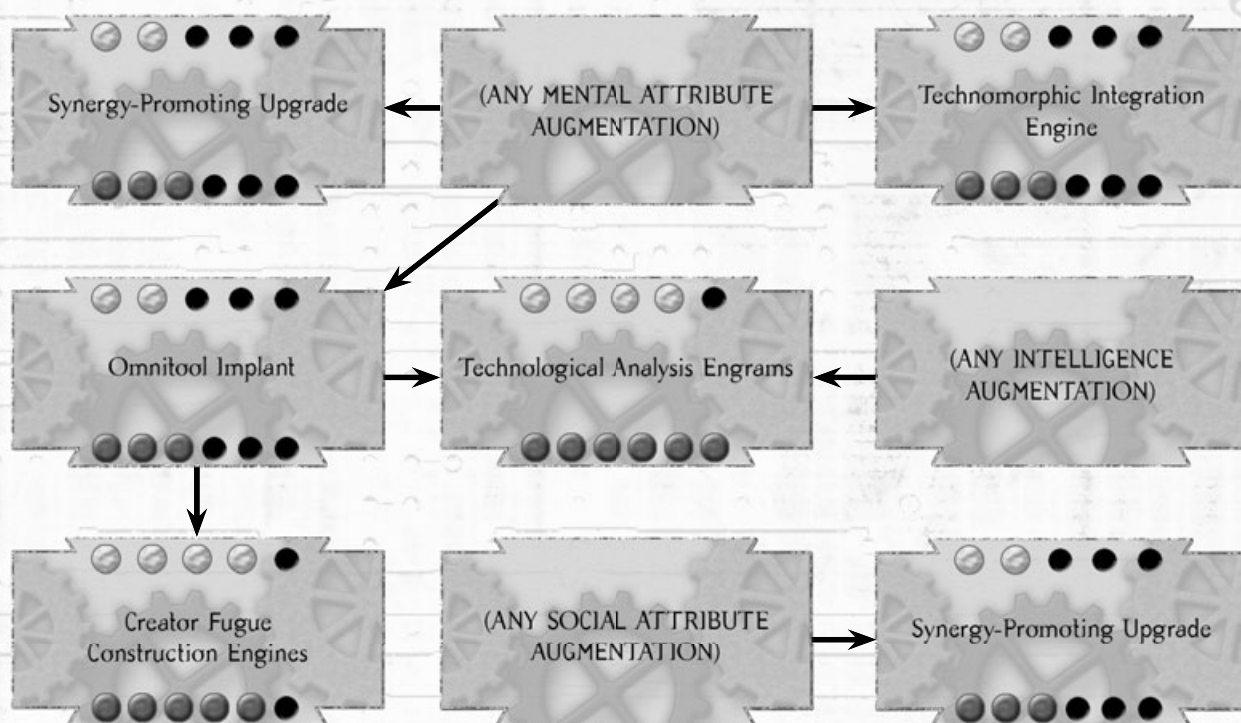 Synergy-Promoting Upgrade
(ANY MENTAL ATTRIBUTE
AUGMENTATION)
Technomorphic Integration
Engine
Omnitool Implant
Technological Analysis Engrams
(ANY INTELLIGENCE
AUGMENTATION)
Creator Fugue
Construction Engines
(ANY SOCIAL ATTRIBUTE
AUGMENTATION)
Synergy-Promoting Upgrade